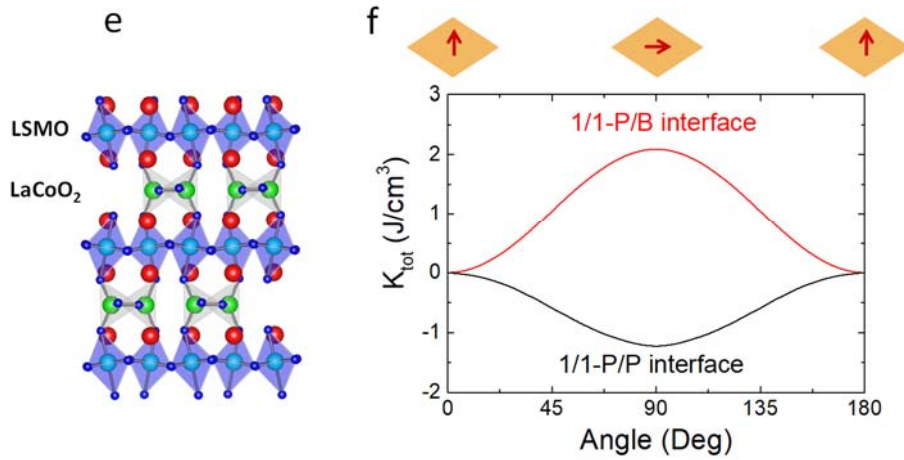 e
LSMO
LaCoO₂
f
3
2
1
0
-1
-2
K_tot (J/cm³)
1/1-P/B interface
1/1-P/P interface
0 45 90 135 180
Angle (Deg)